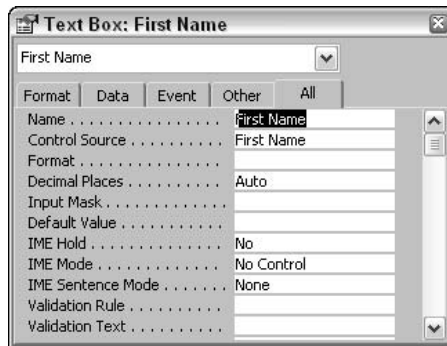 Text Box: First Name
First Name
Format Data Event Other All
Name . . . . . . . . . . . . . . . . First Name
Control Source . . . . . . . . . . First Name
Format . . . . . . . . . . . . . . .
Decimal Places . . . . . . . . . . Auto
Input Mask . . . . . . . . . . . . .
Default Value . . . . . . . . . . .
IME Hold . . . . . . . . . . . . . . No
IME Mode . . . . . . . . . . . . . No Control
IME Sentence Mode . . . . . . . None
Validation Rule . . . . . . . . . .
Validation Text . . . . . . . . . .